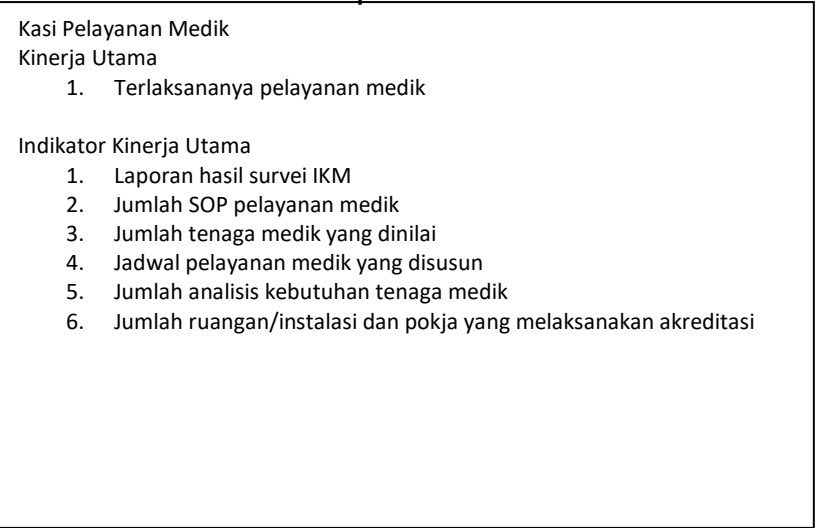 Kasi Pelayanan Medik
Kinerja Utama
1. Terlaksananya pelayanan medik
Indikator Kinerja Utama
1. Laporan hasil survei IKM
2. Jumlah SOP pelayanan medik
3. Jumlah tenaga medik yang dinilai
4. Jadwal pelayanan medik yang disusun
5. Jumlah analisis kebutuhan tenaga medik
6. Jumlah ruangan/instalasi dan pokja yang melaksanakan akreditasi